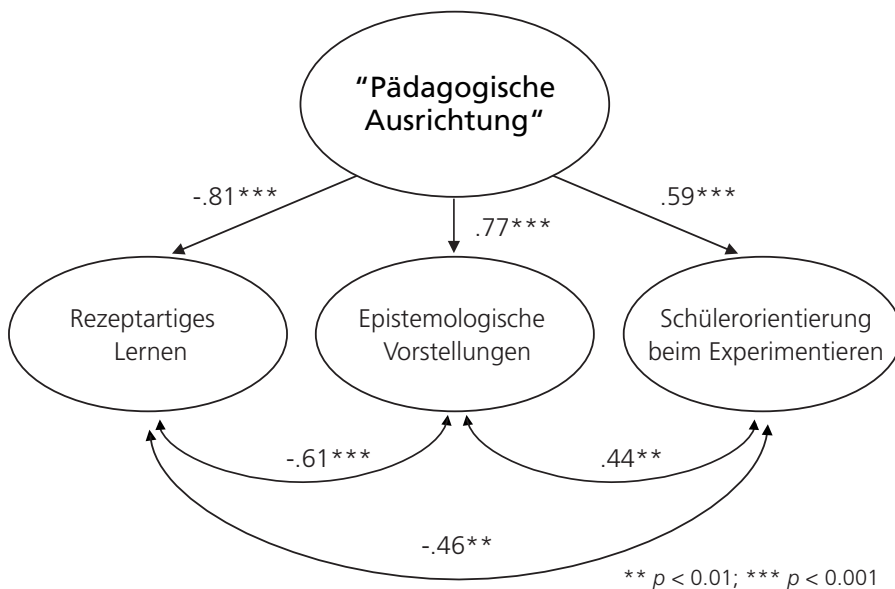 “Pädagogische
Ausrichtung“
-.81***
.77***
.59***
Rezeptartiges
Lernen
Epistemologische
Vorstellungen
Schülerorientierung
beim Experimentieren
-.61***
.44**
-.46**
** p < 0.01; *** p < 0.001